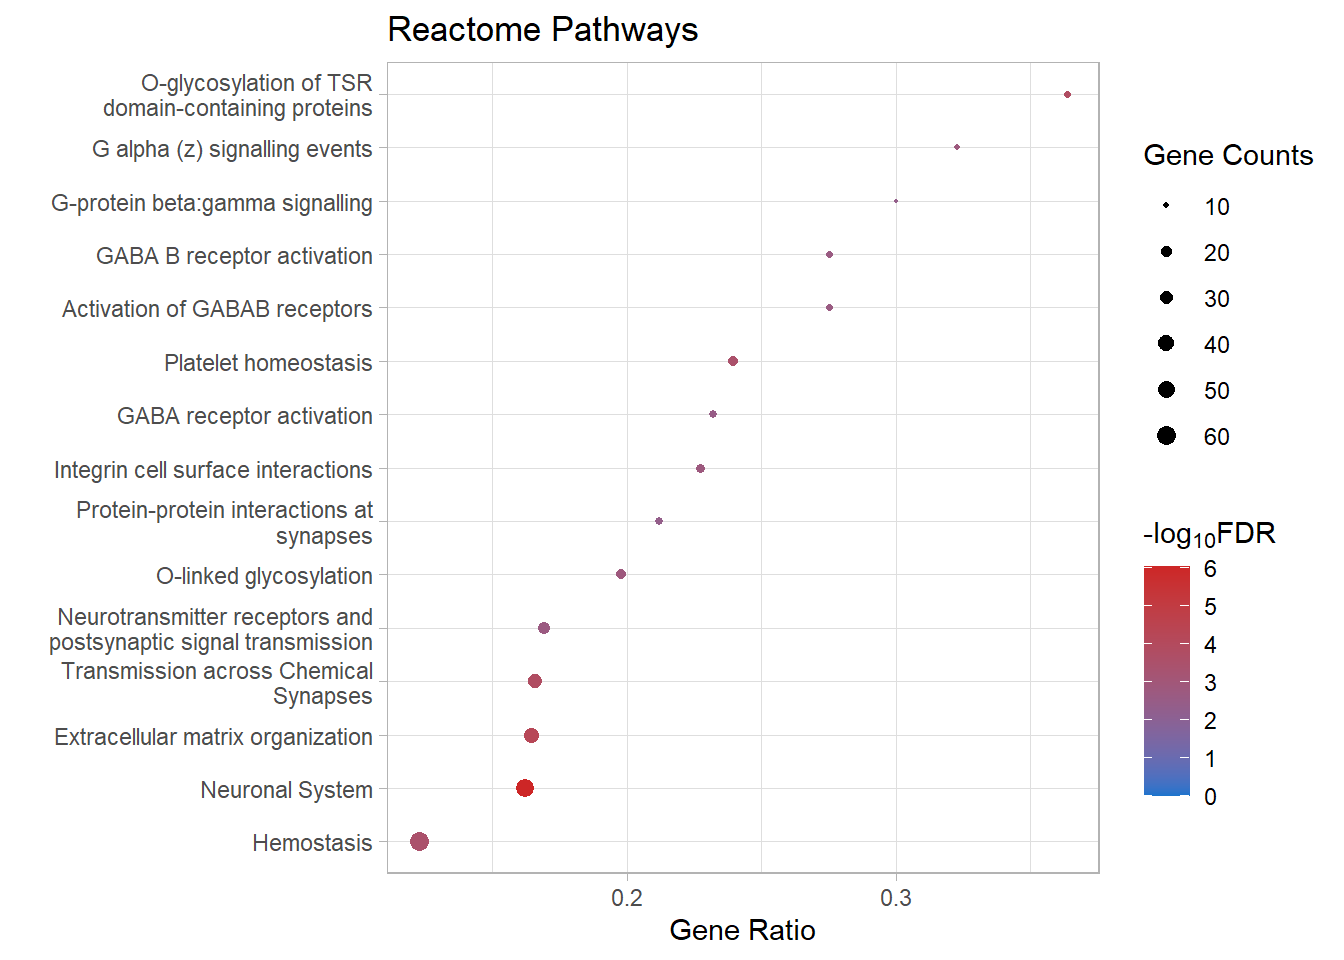 Reactome Pathways
O-glycosylation of TSR
domain-containing proteins
G alpha (z) signalling events
G-protein beta:gamma signalling
GABA B receptor activation
Activation of GABAB receptors
Platelet homeostasis
GABA receptor activation
Integrin cell surface interactions
Protein-protein interactions at
synapses
O-linked glycosylation
Neurotransmitter receptors and
postsynaptic signal transmission
Transmission across Chemical
Synapses
Extracellular matrix organization
Neuronal System
Hemostasis
0.2
0.3
Gene Ratio
Gene Counts
10
20
30
40
50
60
-log₁₀FDR
6
5
4
3
2
1
0